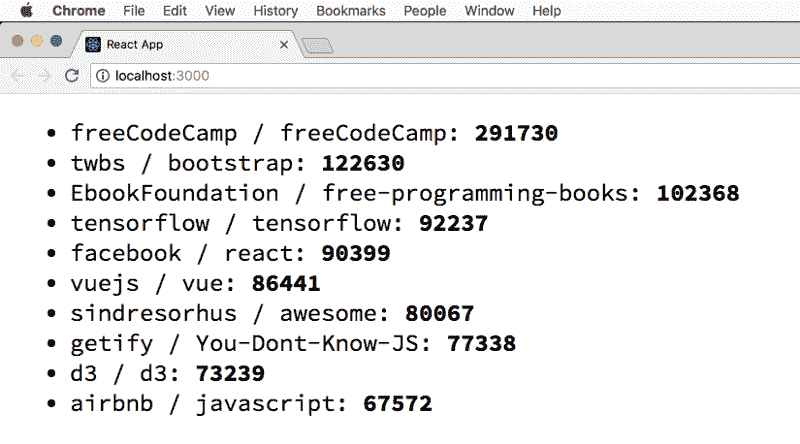 Chrome File Edit View History Bookmarks People Window Help
React App
localhost:3000
freeCodeCamp / freeCodeCamp: 291730
twbs / bootstrap: 122630
EbookFoundation / free-programming-books: 102368
tensorflow / tensorflow: 92237
facebook / react: 90399
vuejs / vue: 86441
sindresorhus / awesome: 80067
getify / You-Dont-Know-JS: 77338
d3 / d3: 73239
airbnb / javascript: 67572